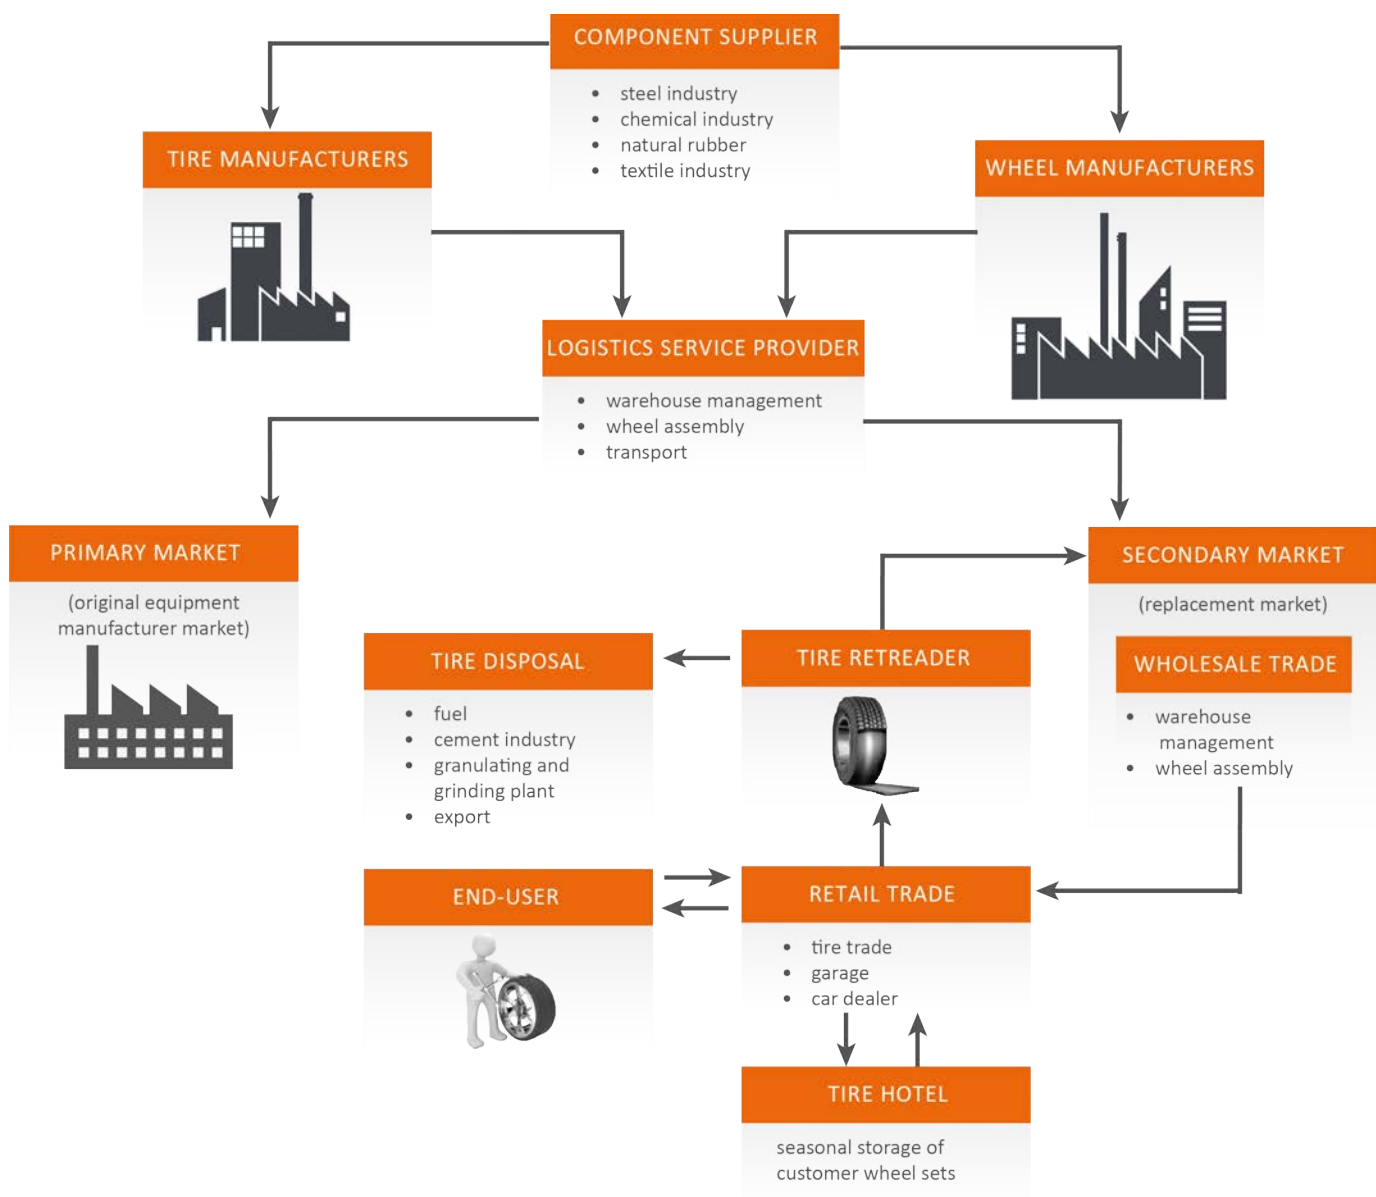 COMPONENT SUPPLIER
• steel industry
• chemical industry
• natural rubber
• textile industry
TIRE MANUFACTURERS
WHEEL MANUFACTURERS
LOGISTICS SERVICE PROVIDER
• warehouse management
• wheel assembly
• transport
PRIMARY MARKET
(original equipment
manufacturer market)
SECONDARY MARKET
(replacement market)
WHOLESALE TRADE
• warehouse
management
• wheel assembly
TIRE DISPOSAL
• fuel
• cement industry
• granulating and
grinding plant
• export
TIRE RETREADER
END-USER
RETAIL TRADE
• tire trade
• garage
• car dealer
TIRE HOTEL
seasonal storage of
customer wheel sets